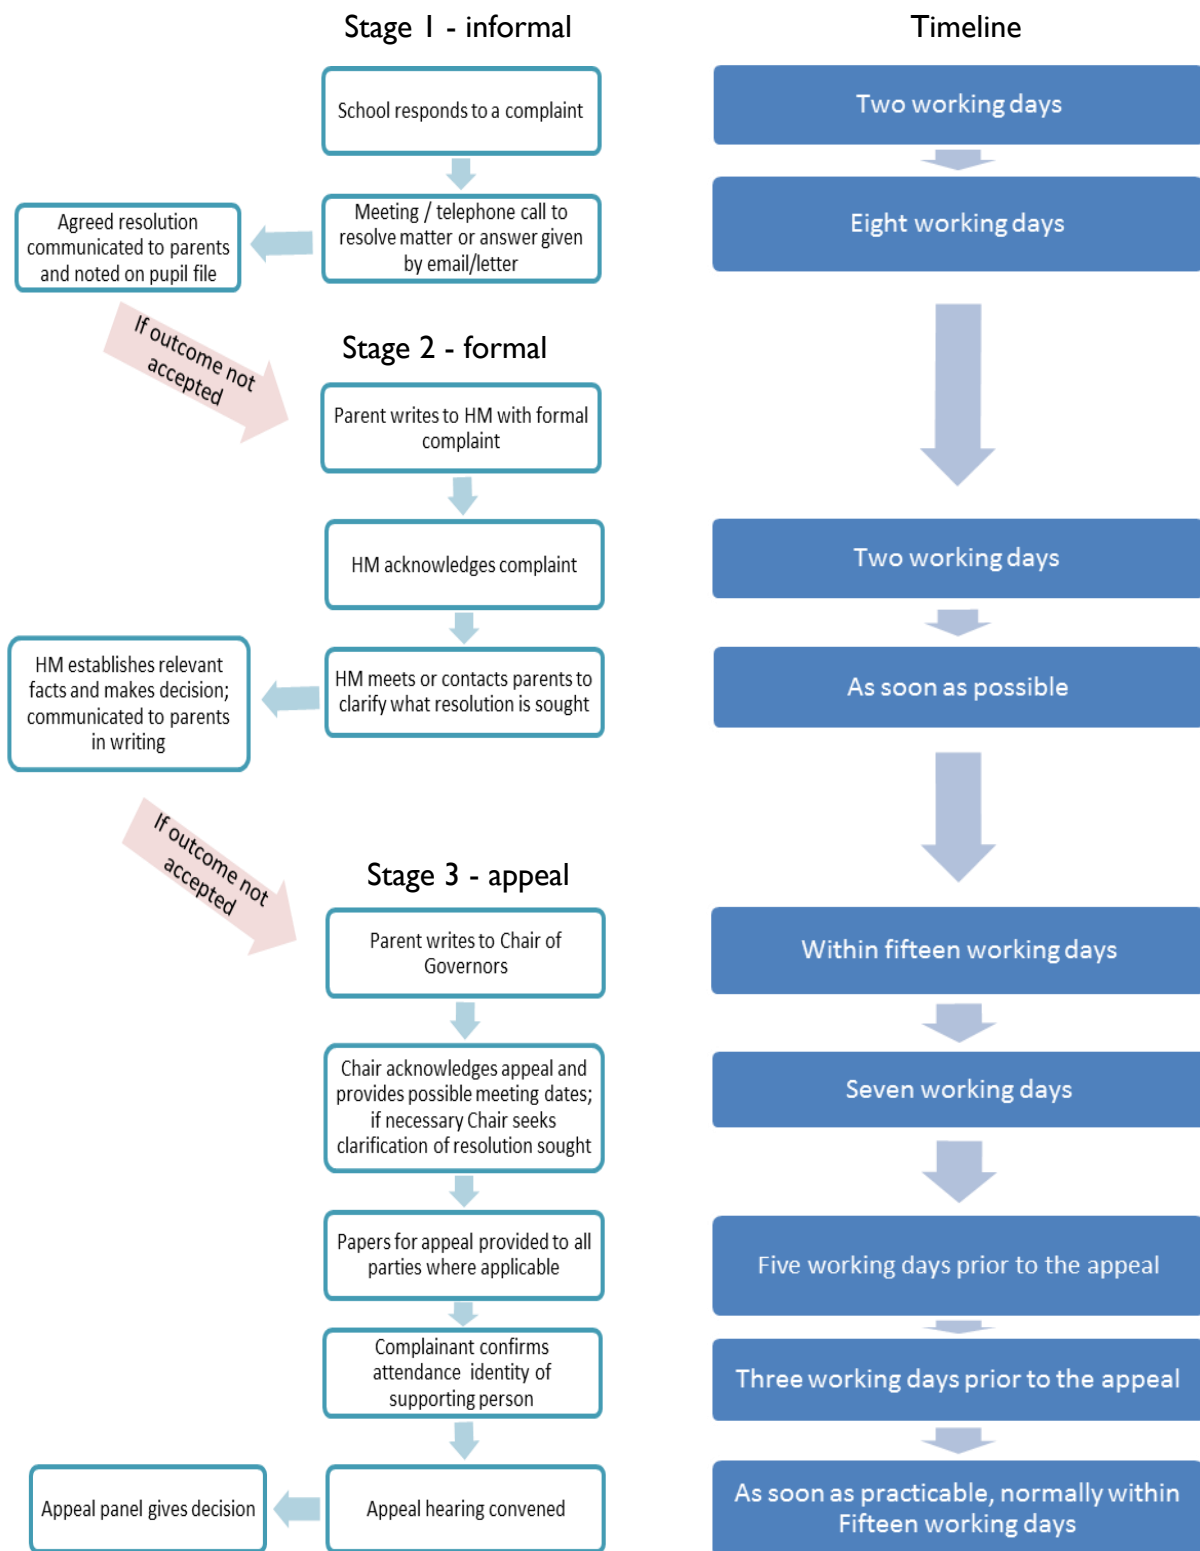 Stage 1 - informal
Timeline
School responds to a complaint
Two working days
Meeting / telephone call to
resolve matter or answer given
by email/letter
Eight working days
Agreed resolution
communicated to parents
and noted on pupil file
If outcome not
accepted
Stage 2 - formal
Parent writes to HM with formal
complaint
HM acknowledges complaint
Two working days
HM meets or contacts parents to
clarify what resolution is sought
As soon as possible
HM establishes relevant
facts and makes decision;
communicated to parents
in writing
If outcome not
accepted
Stage 3 - appeal
Parent writes to Chair of
Governors
Within fifteen working days
Chair acknowledges appeal and
provides possible meeting dates;
if necessary Chair seeks
clarification of resolution sought
Seven working days
Papers for appeal provided to all
parties where applicable
Five working days prior to the appeal
Complainant confirms
attendance identity of
supporting person
Three working days prior to the appeal
Appeal hearing convened
As soon as practicable, normally within
Fifteen working days
Appeal panel gives decision